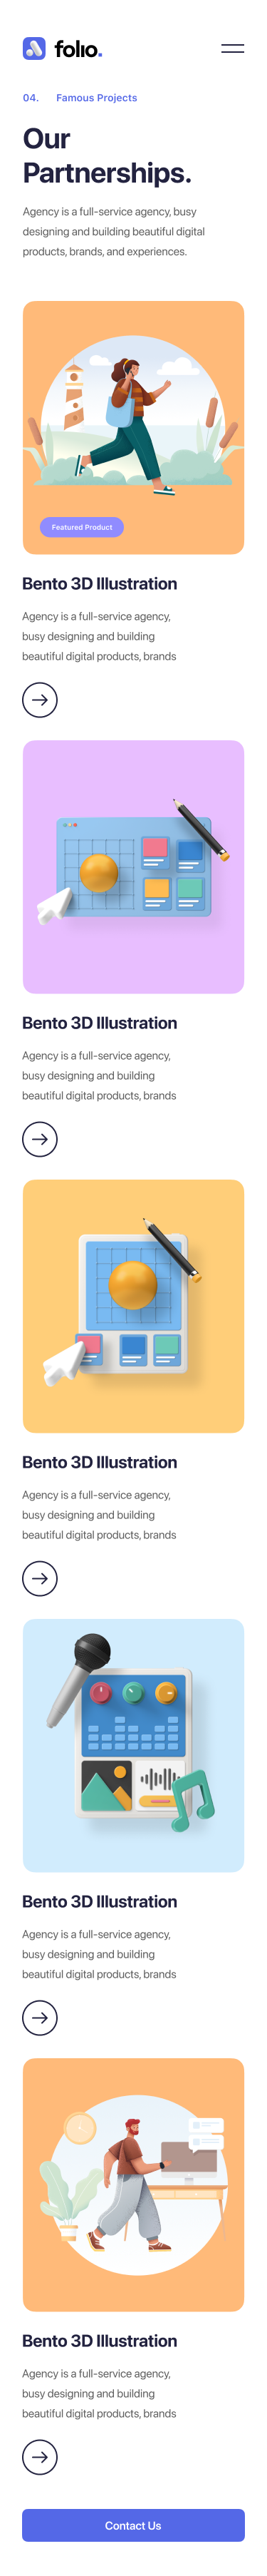 folio.
04. Famous Projects
Our
Partnerships.
Agency is a full-service agency, busy
designing and building beautiful digital
products, brands, and experiences.
Featured Product
Bento 3D Illustration
Agency is a full-service agency,
busy designing and building
beautiful digital products, brands
Bento 3D Illustration
Agency is a full-service agency,
busy designing and building
beautiful digital products, brands
Bento 3D Illustration
Agency is a full-service agency,
busy designing and building
beautiful digital products, brands
Bento 3D Illustration
Agency is a full-service agency,
busy designing and building
beautiful digital products, brands
Bento 3D Illustration
Agency is a full-service agency,
busy designing and building
beautiful digital products, brands
Contact Us